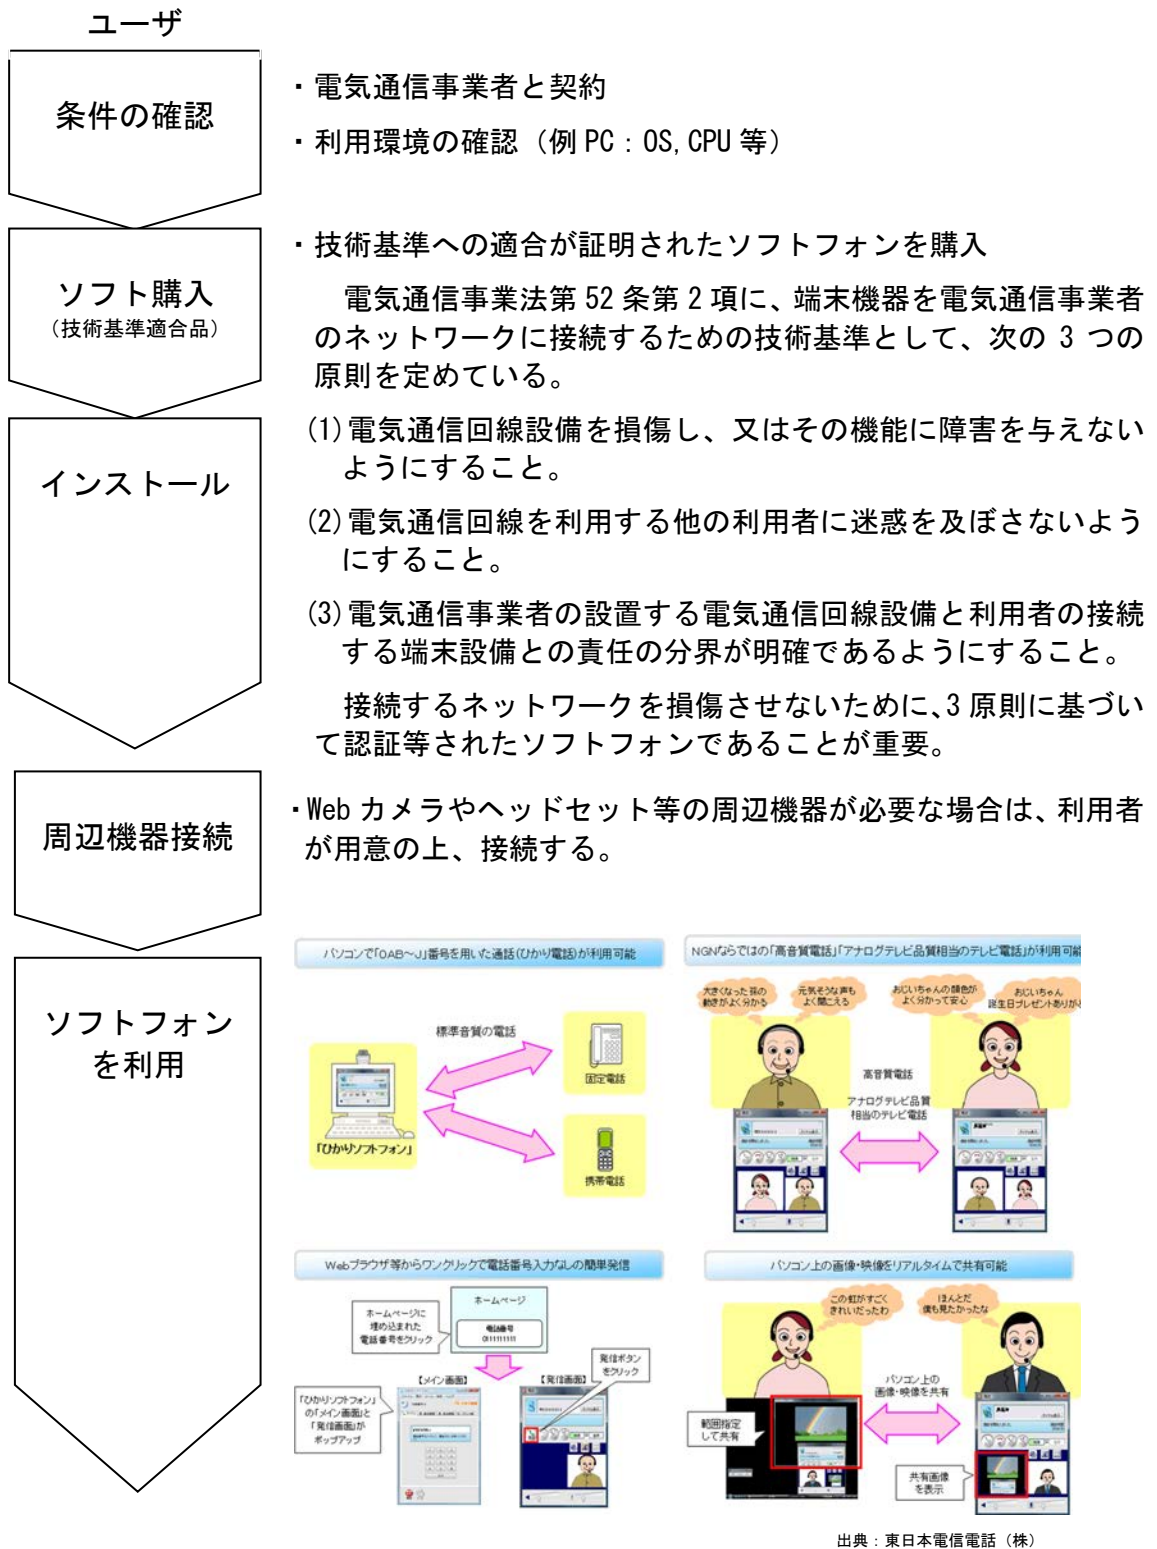 ユーザ
条件の確認
・電気通信事業者と契約
・利用環境の確認（例 PC：OS, CPU 等）
ソフト購入
（技術基準適合品）
・技術基準への適合が証明されたソフトフォンを購入
電気通信事業法第 52 条第 2 項に、端末機器を電気通信事業者
のネットワークに接続するための技術基準として、次の 3 つの
原則を定めている。
インストール
(1)電気通信回線設備を損傷し、又はその機能に障害を与えない
ようにすること。
(2)電気通信回線を利用する他の利用者に迷惑を及ぼさないよう
にすること。
(3)電気通信事業者の設置する電気通信回線設備と利用者の接続
する端末設備との責任の分界が明確であるようにすること。
接続するネットワークを損傷させないために、3 原則に基づい
て認証等されたソフトフォンであることが重要。
周辺機器接続
・Web カメラやヘッドセット等の周辺機器が必要な場合は、利用者
が用意の上、接続する。
ソフトフォン
を利用
パソコンで「OAB～J」番号を用いた通話(ひかり電話)が利用可能
標準音質の電話
固定電話
「ひかりソフトフォン」
携帯電話
NGNならではの「高音質電話」「アナログテレビ品質相当のテレビ電話」が利用可能
大きくなった孫の
動きがよく分かる
元気そうな声も
よく聞こえる
おじいちゃんの顔色が
よく分かって安心
おじいちゃん
誕生日プレゼントありがと
高音質電話
アナログテレビ品質
相当のテレビ電話
Webブラウザ等からワンクリックで電話番号入力なしの簡単発信
ホームページに
埋め込まれた
電話番号をクリック
ホームページ
電話番号
0111111111
発信ボタン
をクリック
【メイン画面】
【発信画面】
「ひかりソフトフォン」
の「メイン画面」と
「発信画面」が
ポップアップ
パソコン上の画像・映像をリアルタイムで共有可能
この虹がすごく
きれいだったわ
ほんとだ
僕も見たかったな
パソコン上の
画像・映像を共有
範囲指定
して共有
共有画像
を表示
出典：東日本電信電話（株）